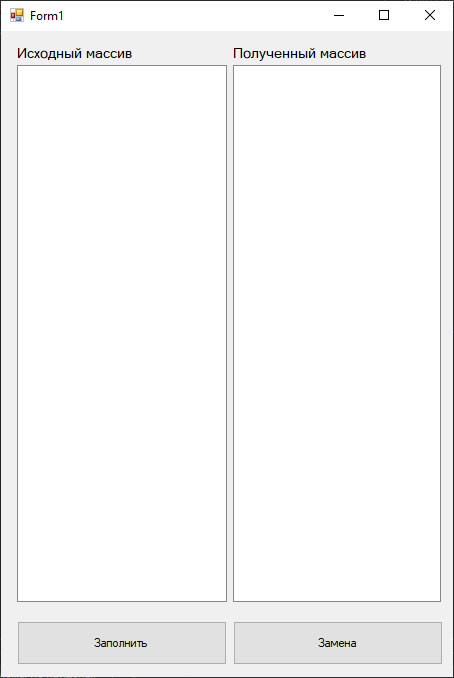 Form1
Исходный массив
Полученный массив
Заполнить
Замена